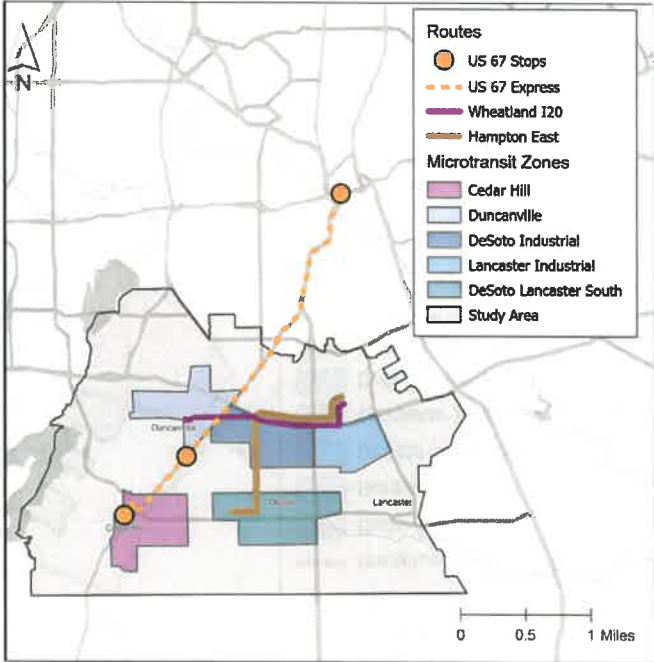 Routes
US 67 Stops
US 67 Express
Wheatland I20
Hampton East
Microtransit Zones
Cedar Hill
Duncanville
DeSoto Industrial
Lancaster Industrial
DeSoto Lancaster South
Study Area
N
Duncanville
Lancaster
0 0.5 1 Miles